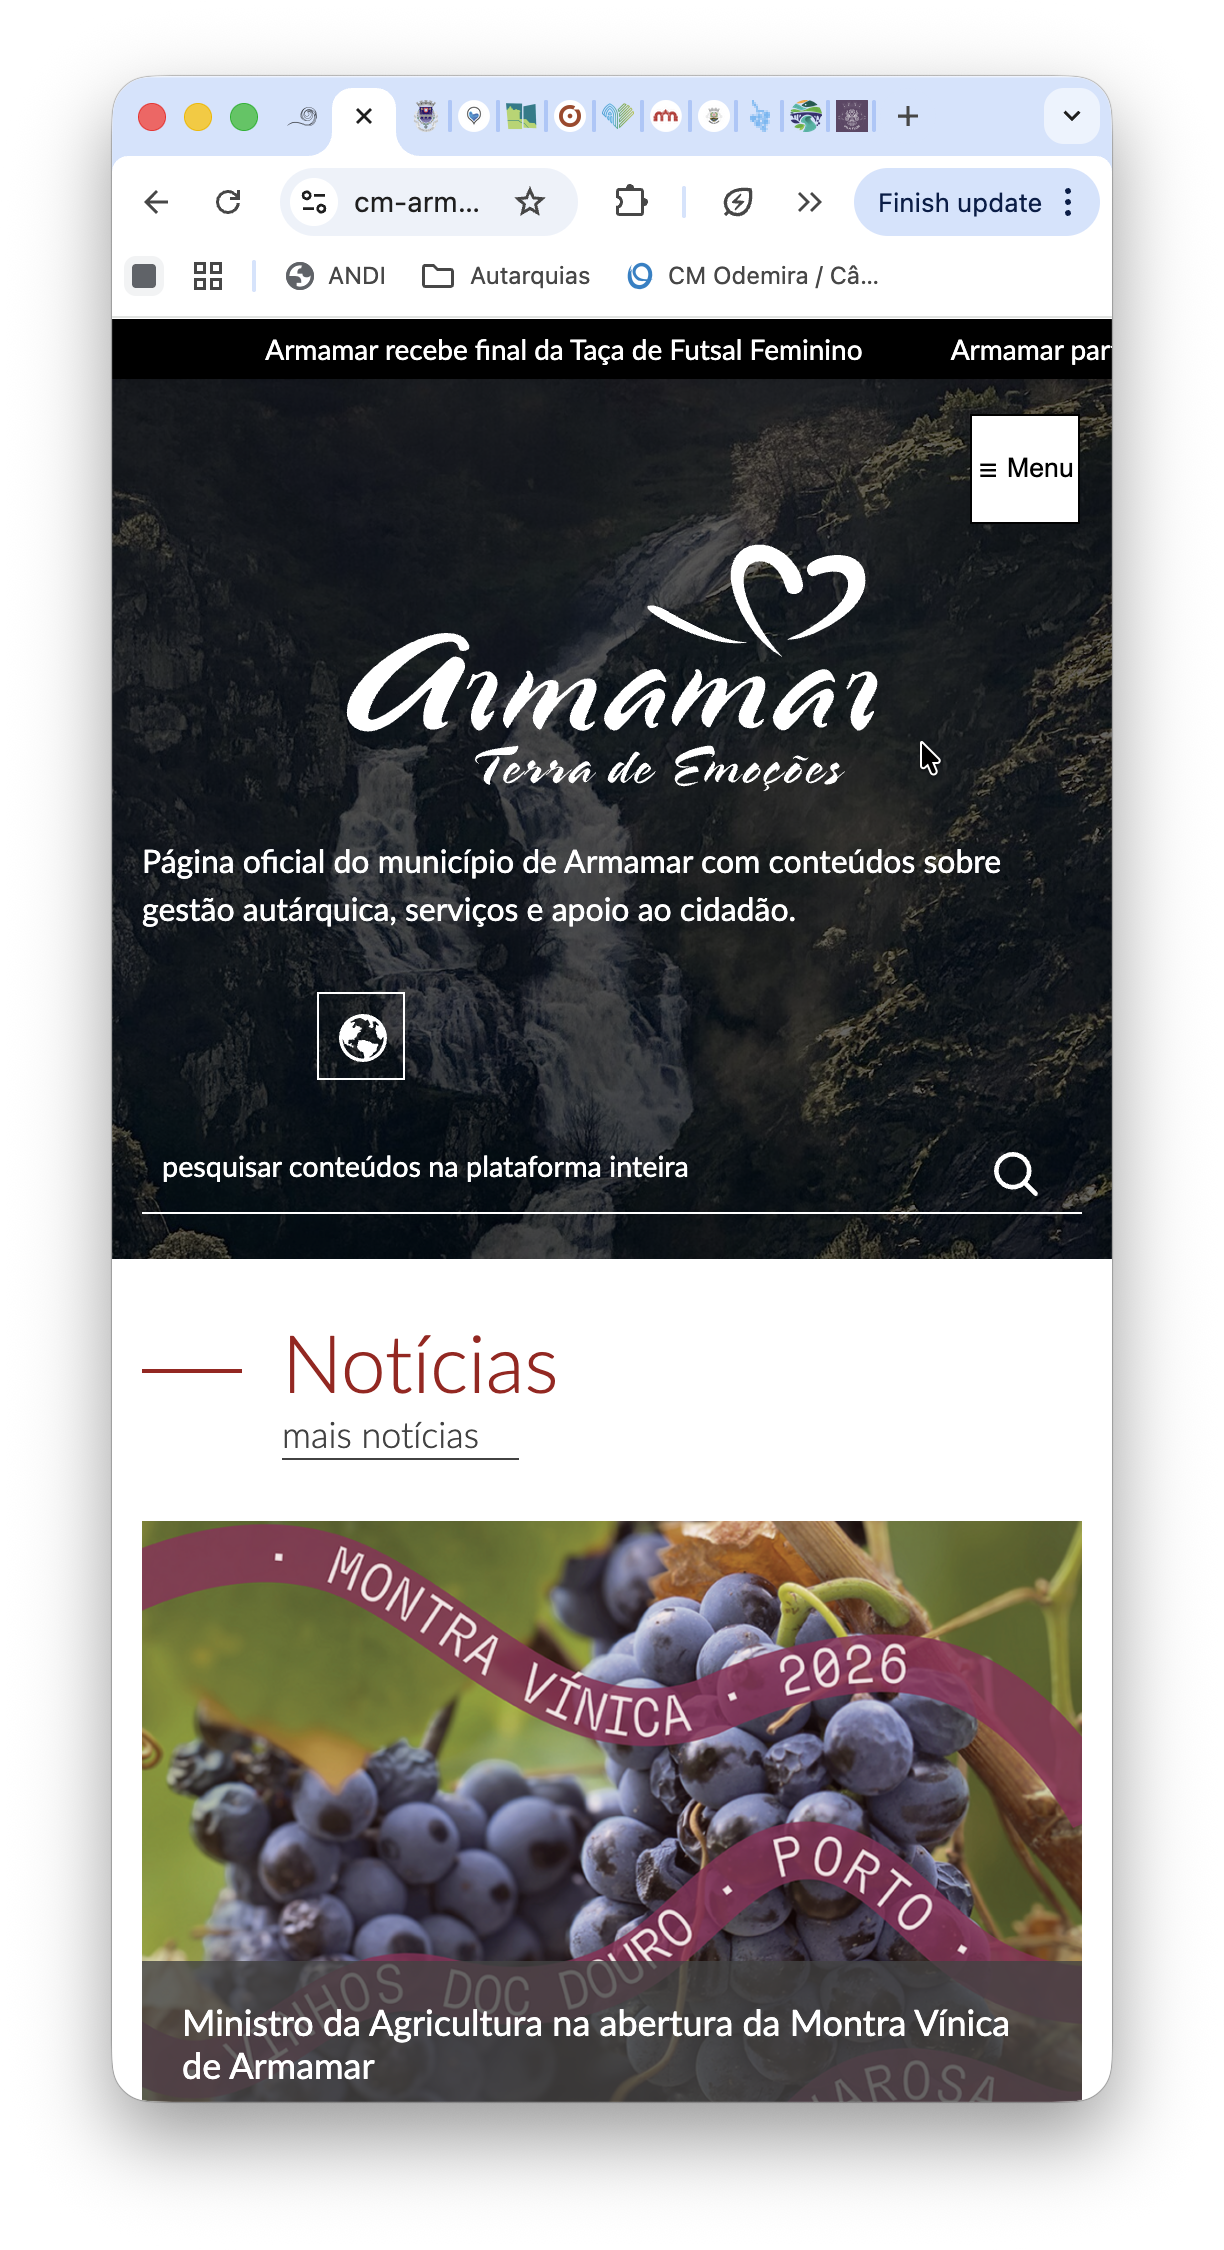 cm-arm...
Finish update
ANDI
Autarquias
CM Odemira / Câ...
Armamar recebe final da Taça de Futsal Feminino
Armamar par
≡ Menu
Armamar
Terra de Emoções
Página oficial do município de Armamar com conteúdos sobre
gestão autárquica, serviços e apoio ao cidadão.
pesquisar conteúdos na plataforma inteira
Notícias
mais notícias
· MONTRA VÍNICA · 2026
VINHOS DOC DOURO · PORTO ·
Ministro da Agricultura na abertura da Montra Vínica
de Armamar